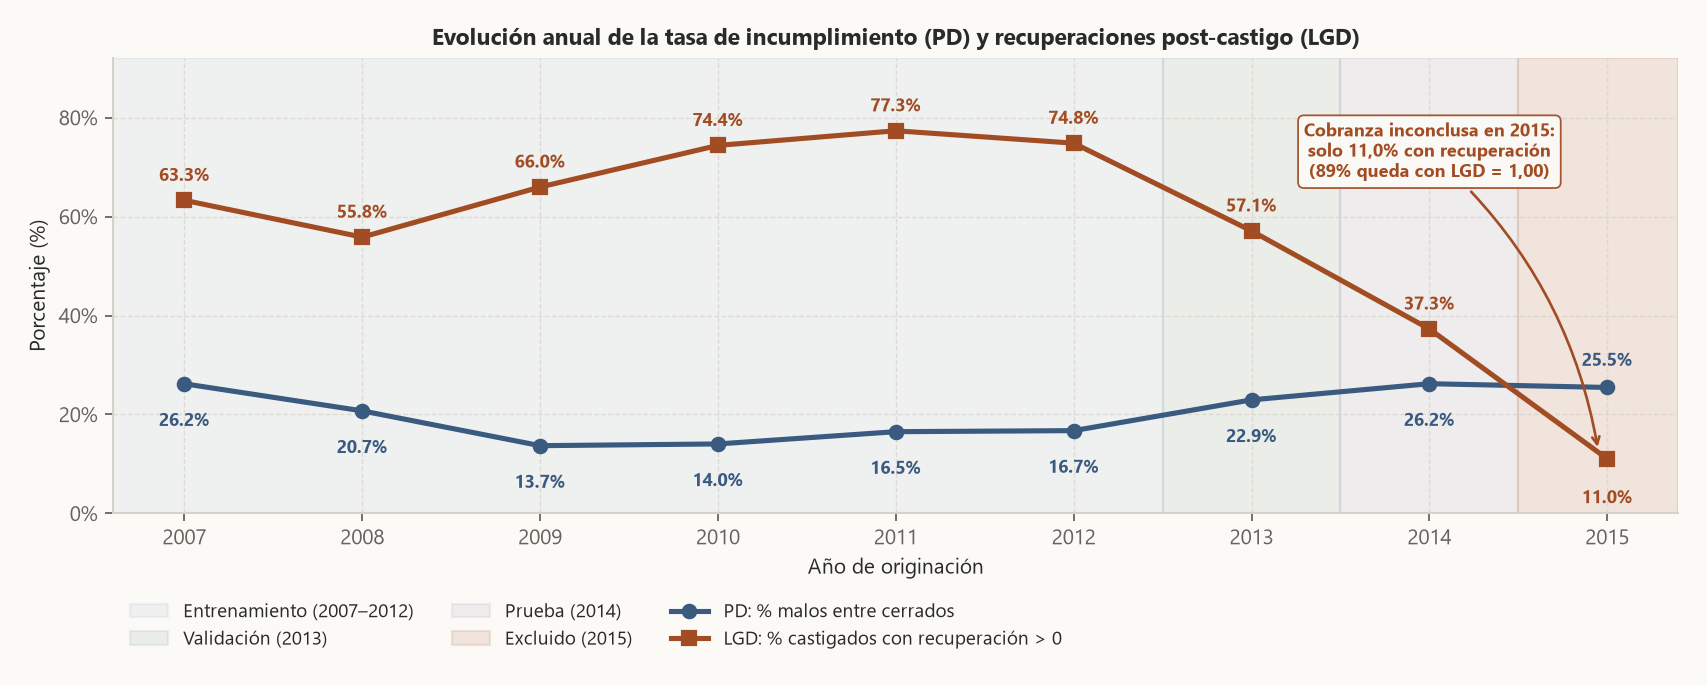 Evolución anual de la tasa de incumplimiento (PD) y recuperaciones post-castigo (LGD)
Porcentaje (%)
80%
60%
40%
20%
0%
63.3%
55.8%
66.0%
74.4%
77.3%
74.8%
57.1%
37.3%
11.0%
Cobranza inconclusa en 2015:
solo 11,0% con recuperación
(89% queda con LGD = 1,00)
26.2%
20.7%
13.7%
14.0%
16.5%
16.7%
22.9%
26.2%
25.5%
2007
2008
2009
2010
2011
2012
2013
2014
2015
Año de originación
Entrenamiento (2007–2012)
Validación (2013)
Prueba (2014)
Excluido (2015)
PD: % malos entre cerrados
LGD: % castigados con recuperación > 0